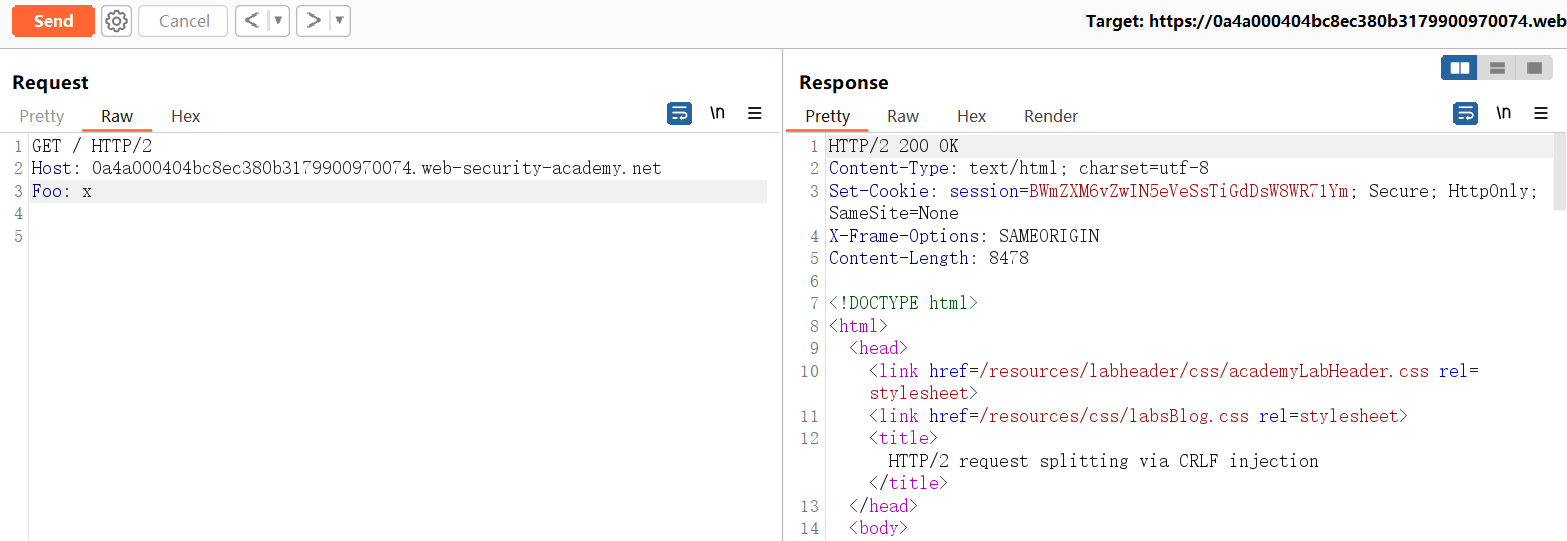 Send
Cancel
< ▼
> ▼
Target: https://0a4a000404bc8ec380b3179900970074.web
Request
Pretty Raw Hex
\n
1 GET / HTTP/2
2 Host: 0a4a000404bc8ec380b3179900970074.web-security-academy.net
3 Foo: x
4
5
Response
Pretty Raw Hex Render
\n
1 HTTP/2 200 OK
2 Content-Type: text/html; charset=utf-8
3 Set-Cookie: session=BWmZXM6vZwIN5eVeSsTiGdDsW8WR71Ym; Secure; HttpOnly;
SameSite=None
4 X-Frame-Options: SAMEORIGIN
5 Content-Length: 8478
6
7 <!DOCTYPE html>
8 <html>
9 <head>
10 <link href=/resources/labheader/css/academyLabHeader.css rel=
stylesheet>
11 <link href=/resources/css/labsBlog.css rel=stylesheet>
12 <title>
HTTP/2 request splitting via CRLF injection
</title>
13 </head>
14 <body>